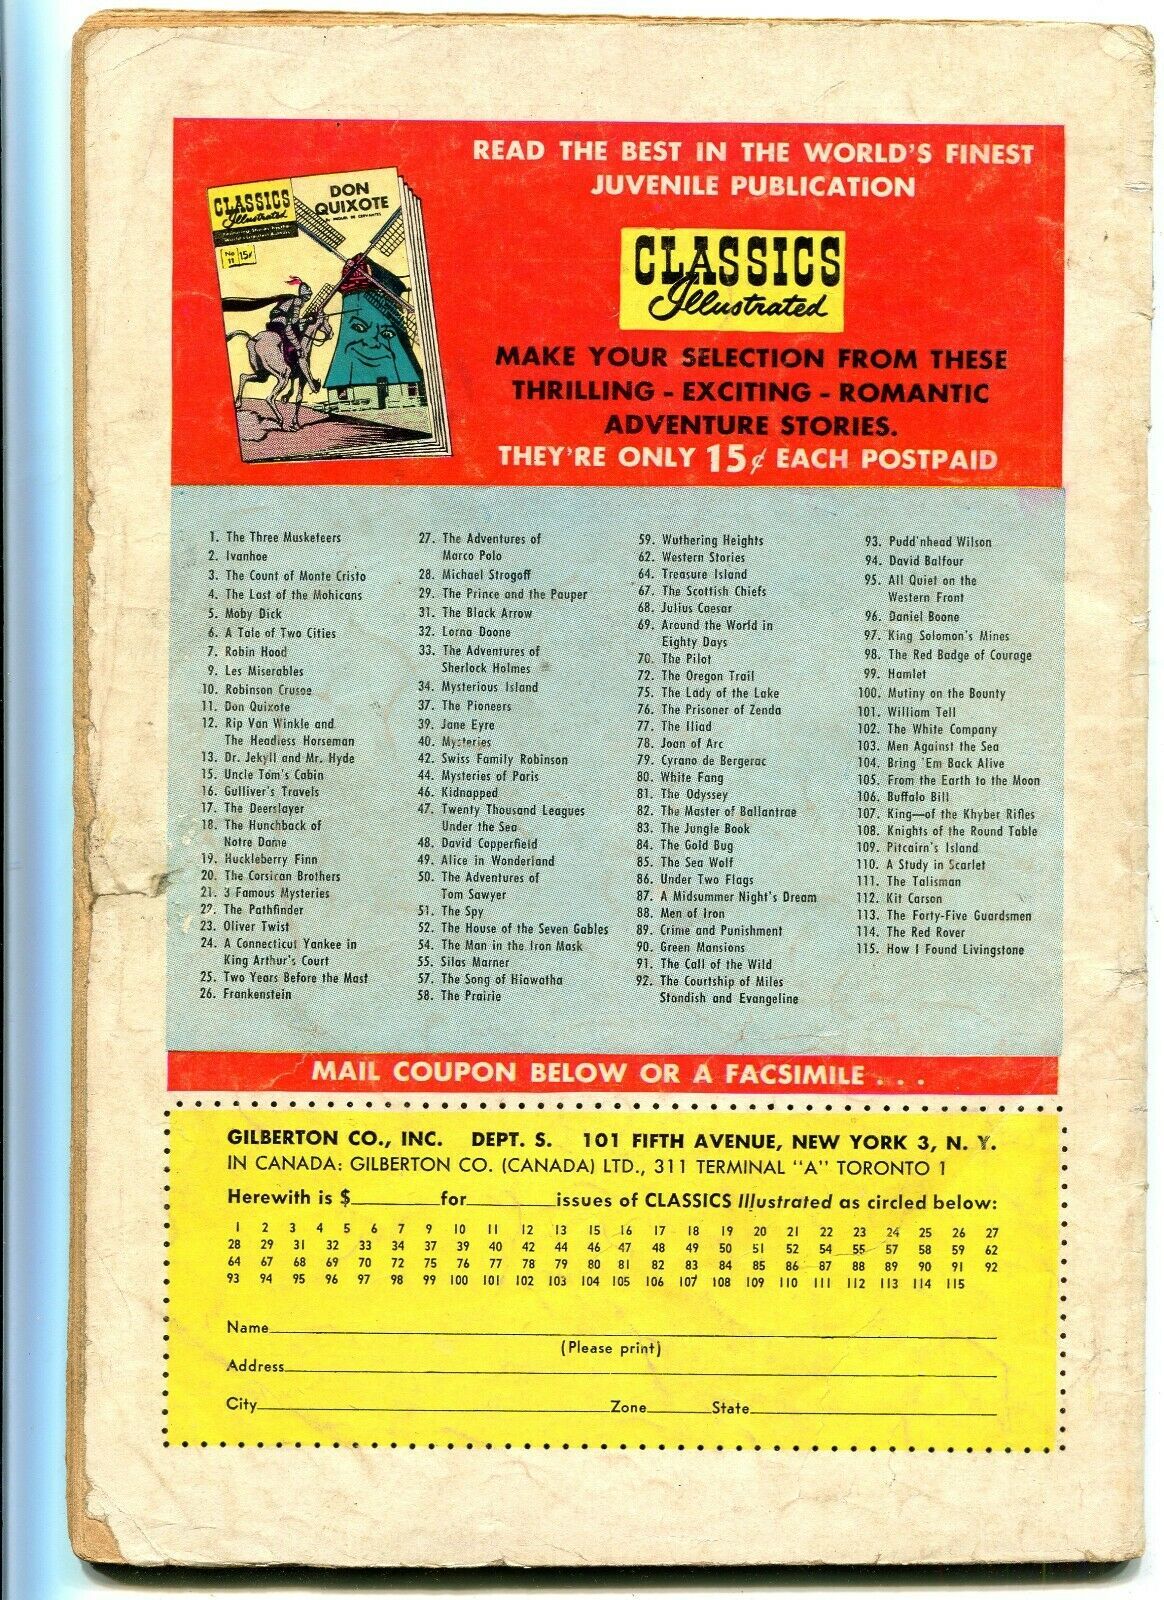 READ THE BEST IN THE WORLD'S FINEST
JUVENILE PUBLICATION
CLASSICS
Illustrated
DON
QUIXOTE
BY MIGUEL DE CERVANTES
CLASSICS
Illustrated
Featuring Stories by the
World's Greatest Authors
No. 11
15¢
MAKE YOUR SELECTION FROM THESE
THRILLING - EXCITING - ROMANTIC
ADVENTURE STORIES.
THEY'RE ONLY 15¢ EACH POSTPAID
1. The Three Musketeers
2. Ivanhoe
3. The Count of Monte Cristo
4. The Last of the Mohicans
5. Moby Dick
6. A Tale of Two Cities
7. Robin Hood
9. Les Miserables
10. Robinson Crusoe
11. Don Quixote
12. Rip Van Winkle and
The Headless Horseman
13. Dr. Jekyll and Mr. Hyde
15. Uncle Tom's Cabin
16. Gulliver's Travels
17. The Deerslayer
18. The Hunchback of
Notre Dame
19. Huckleberry Finn
20. The Corsican Brothers
21. 3 Famous Mysteries
22. The Pathfinder
23. Oliver Twist
24. A Connecticut Yankee in
King Arthur's Court
25. Two Years Before the Mast
26. Frankenstein
27. The Adventures of
Marco Polo
28. Michael Strogoff
29. The Prince and the Pauper
31. The Black Arrow
32. Lorna Doone
33. The Adventures of
Sherlock Holmes
34. Mysterious Island
37. The Pioneers
39. Jane Eyre
40. Mysteries
42. Swiss Family Robinson
44. Mysteries of Paris
46. Kidnapped
47. Twenty Thousand Leagues
Under the Sea
48. David Copperfield
49. Alice in Wonderland
50. The Adventures of
Tom Sawyer
51. The Spy
52. The House of the Seven Gables
54. The Man in the Iron Mask
55. Silas Marner
57. The Song of Hiawatha
58. The Prairie
59. Wuthering Heights
62. Western Stories
64. Treasure Island
67. The Scottish Chiefs
68. Julius Caesar
69. Around the World in
Eighty Days
70. The Pilot
72. The Oregon Trail
75. The Lady of the Lake
76. The Prisoner of Zenda
77. The Iliad
78. Joan of Arc
79. Cyrano de Bergerac
80. White Fang
81. The Odyssey
82. The Master of Ballantrae
83. The Jungle Book
84. The Gold Bug
85. The Sea Wolf
86. Under Two Flags
87. A Midsummer Night's Dream
88. Men of Iron
89. Crime and Punishment
90. Green Mansions
91. The Call of the Wild
92. The Courtship of Miles
Standish and Evangeline
93. Pudd'nhead Wilson
94. David Balfour
95. All Quiet on the
Western Front
96. Daniel Boone
97. King Solomon's Mines
98. The Red Badge of Courage
99. Hamlet
100. Mutiny on the Bounty
101. William Tell
102. The White Company
103. Men Against the Sea
104. Bring 'Em Back Alive
105. From the Earth to the Moon
106. Buffalo Bill
107. King—of the Khyber Rifles
108. Knights of the Round Table
109. Pitcairn's Island
110. A Study in Scarlet
111. The Talisman
112. Kit Carson
113. The Forty-Five Guardsmen
114. The Red Rover
115. How I Found Livingstone
MAIL COUPON BELOW OR A FACSIMILE . . .
GILBERTON CO., INC. DEPT. S. 101 FIFTH AVENUE, NEW YORK 3, N. Y.
IN CANADA: GILBERTON CO. (CANADA) LTD., 311 TERMINAL "A" TORONTO 1
Herewith is $ for issues of CLASSICS Illustrated as circled below:
1 2 3 4 5 6 7 9 10 11 12 13 15 16 17 18 19 20 21 22 23 24 25 26 27
28 29 31 32 33 34 37 39 40 42 44 46 47 48 49 50 51 52 54 55 57 58 59 62
64 67 68 69 70 72 75 76 77 78 79 80 81 82 83 84 85 86 87 88 89 90 91 92
93 94 95 96 97 98 99 100 101 102 103 104 105 106 107 108 109 110 111 112 113 114 115
Name
(Please print)
Address
City Zone State